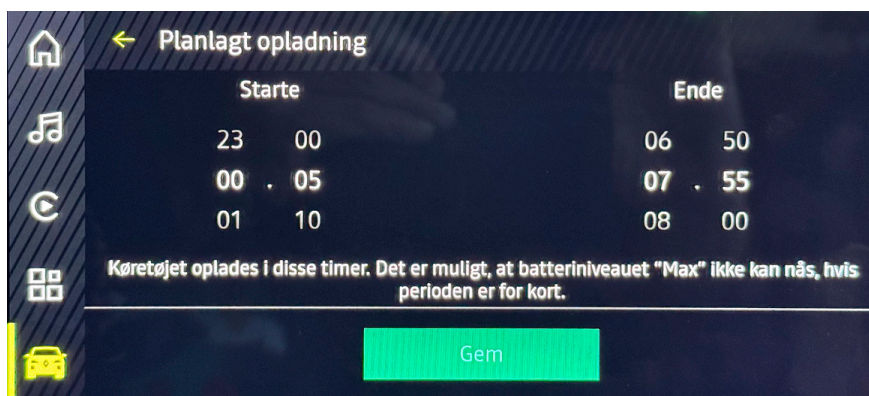 Planlagt opladning
Starte Ende
23 00 06 50
00 . 05 07 . 55
01 10 08 00
Køretøjet oplades i disse timer. Det er muligt, at batteriniveauet "Max" ikke kan nås, hvis
perioden er for kort.
Gem